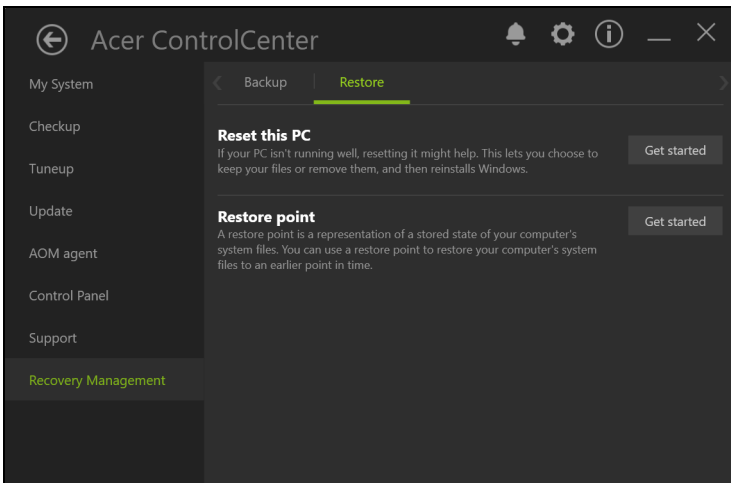 Acer ControlCenter
My System
Checkup
Tuneup
Update
AOM agent
Control Panel
Support
Recovery Management
Backup
Restore
Reset this PC
If your PC isn't running well, resetting it might help. This lets you choose to
keep your files or remove them, and then reinstalls Windows.
Get started
Restore point
A restore point is a representation of a stored state of your computer's
system files. You can use a restore point to restore your computer's system
files to an earlier point in time.
Get started